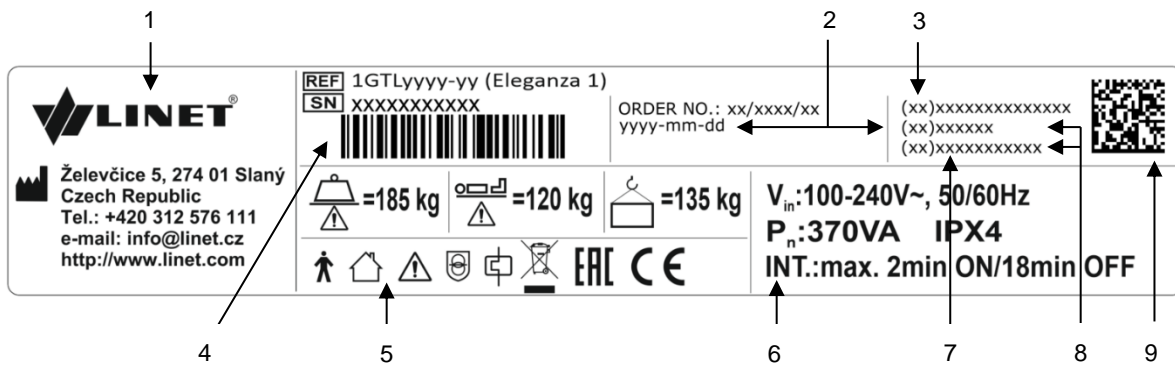 1
2
3
LINET®
Želevčice 5, 274 01 Slaný
Czech Republic
Tel.: +420 312 576 111
e-mail: info@linet.cz
http://www.linet.com
REF 1GTLyyyy-yy (Eleganza 1)
SN xxxxxxxxxxx
ORDER NO.: xx/xxxx/xx
yyyy-mm-dd
(xx)xxxxxxxxxxxxxx
(xx)xxxxxx
(xx)xxxxxxxxxxx
=185 kg
=120 kg
=135 kg
EAC CE
Vin:100-240V~, 50/60Hz
Pn:370VA IPX4
INT.:max. 2min ON/18min OFF
4
5
6
7
8
9